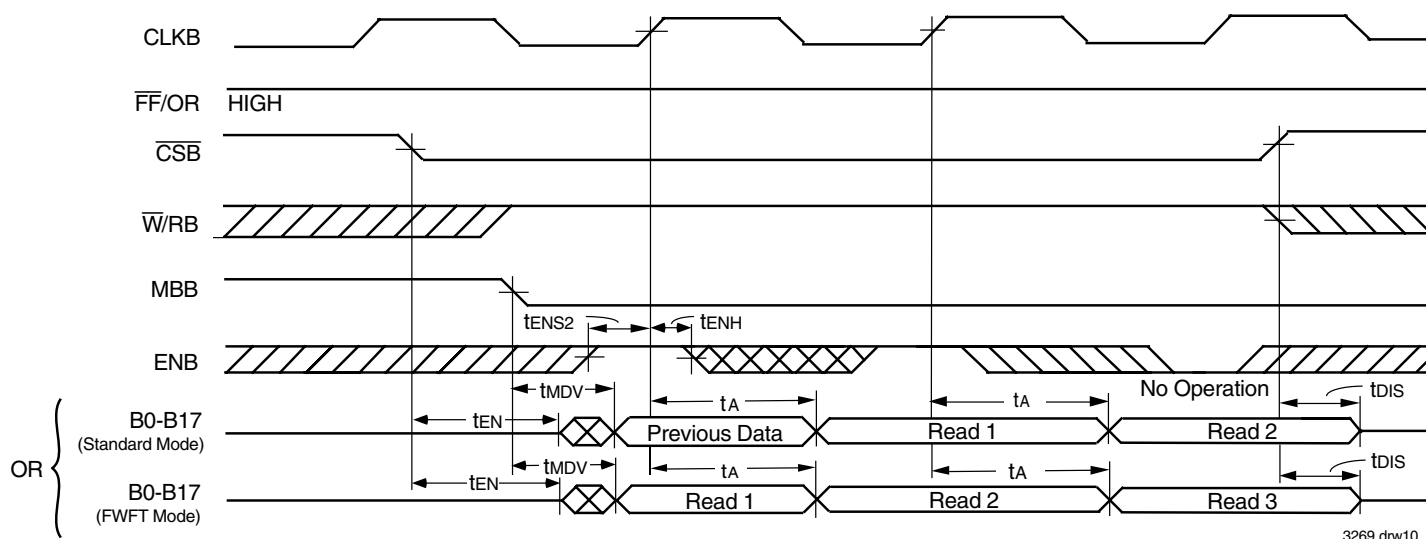 CLKB
FF/OR HIGH
CSB
W/RB
MBB
tENS2 tENH
ENB
No Operation
tMDV tA tA tDIS
B0-B17
(Standard Mode)
tEN
Previous Data Read 1 Read 2
OR
tMDV tA tA tDIS
B0-B17
(FWFT Mode)
tEN
Read 1 Read 2 Read 3
3269 drw10